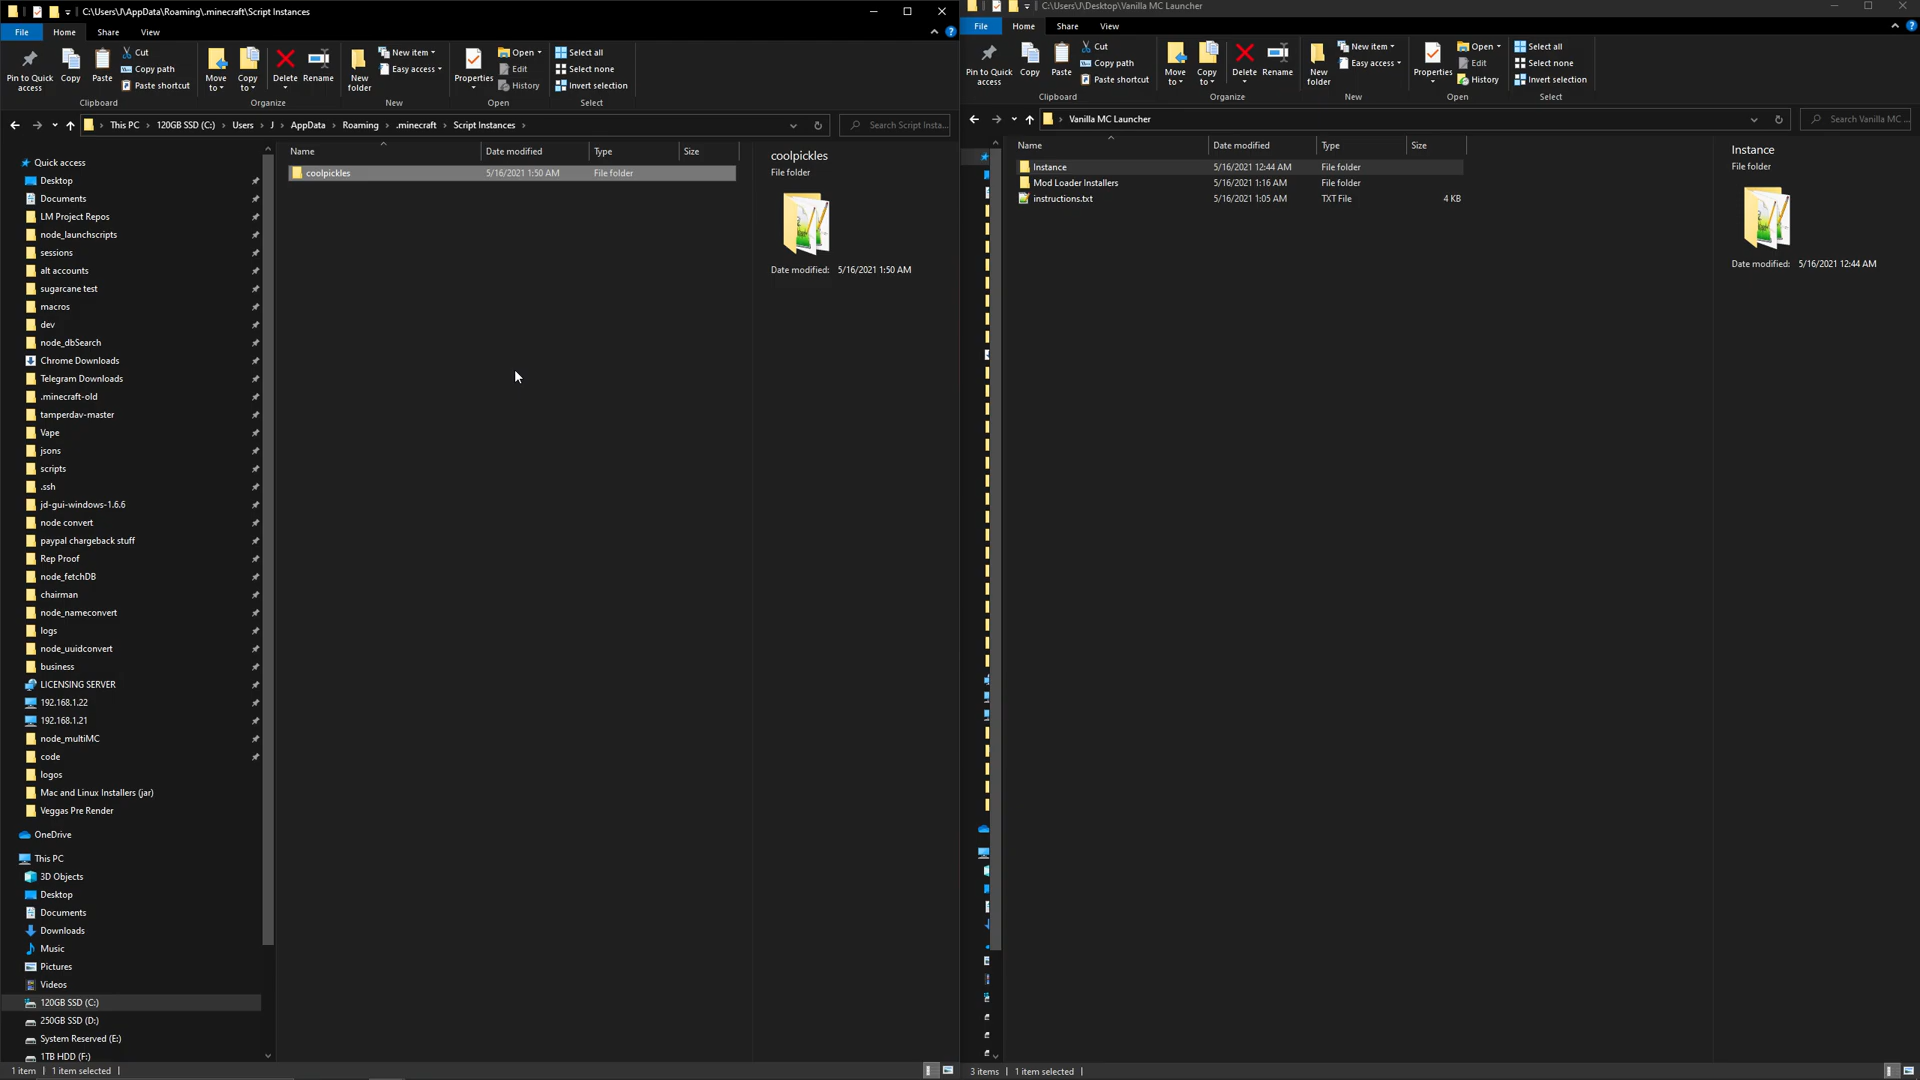 C:\Users\J\AppData\Roaming\.minecraft\Script Instances
File Home Share View
Pin to Quick access
Copy
Paste
Cut
Copy path
Paste shortcut
Clipboard
Move to
Copy to
Delete
Rename
Organize
New folder
New item
Easy access
New
Properties
Open
Edit
History
Open
Select all
Select none
Invert selection
Select
This PC > 120GB SSD (C:) > Users > J > AppData > Roaming > .minecraft > Script Instances >
Search Script Insta...
Name Date modified Type Size
coolpickles 5/16/2021 1:50 AM File folder
coolpickles
File folder
Date modified: 5/16/2021 1:50 AM
Quick access
Desktop
Documents
LM Project Repos
node_launchscripts
sessions
alt accounts
sugarcane test
macros
dev
node_dbSearch
Chrome Downloads
Telegram Downloads
.minecraft-old
tamperdav-master
Vape
jsons
scripts
.ssh
jd-gui-windows-1.6.6
node convert
paypal chargeback stuff
Rep Proof
node_fetchDB
chairman
node_nameconvert
logs
node_uuidconvert
business
LICENSING SERVER
192.168.1.22
192.168.1.21
node_multiMC
code
logos
Mac and Linux Installers (jar)
Veggas Pre Render
OneDrive
This PC
3D Objects
Desktop
Documents
Downloads
Music
Pictures
Videos
120GB SSD (C:)
250GB SSD (D:)
System Reserved (E:)
1TB HDD (F:)
1 item 1 item selected
C:\Users\J\Desktop\Vanilla MC Launcher
File Home Share View
Pin to Quick access
Copy
Paste
Cut
Copy path
Paste shortcut
Clipboard
Move to
Copy to
Delete
Rename
Organize
New folder
New item
Easy access
New
Properties
Open
Edit
History
Open
Select all
Select none
Invert selection
Select
Vanilla MC Launcher
Search Vanilla MC ...
Name Date modified Type Size
Instance 5/16/2021 12:44 AM File folder
Mod Loader Installers 5/16/2021 1:16 AM File folder
instructions.txt 5/16/2021 1:05 AM TXT File 4 KB
Instance
File folder
Date modified: 5/16/2021 12:44 AM
3 items 1 item selected